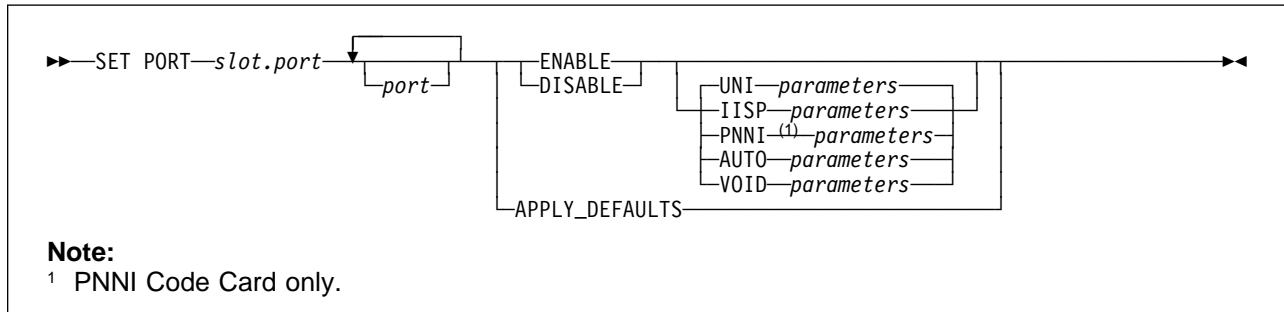 SET PORT slot.port ENABLE
port DISABLE UNI parameters
IISP parameters
PNNI (1) parameters
AUTO parameters
VOID parameters
APPLY_DEFAULTS
Note:
1 PNNI Code Card only.